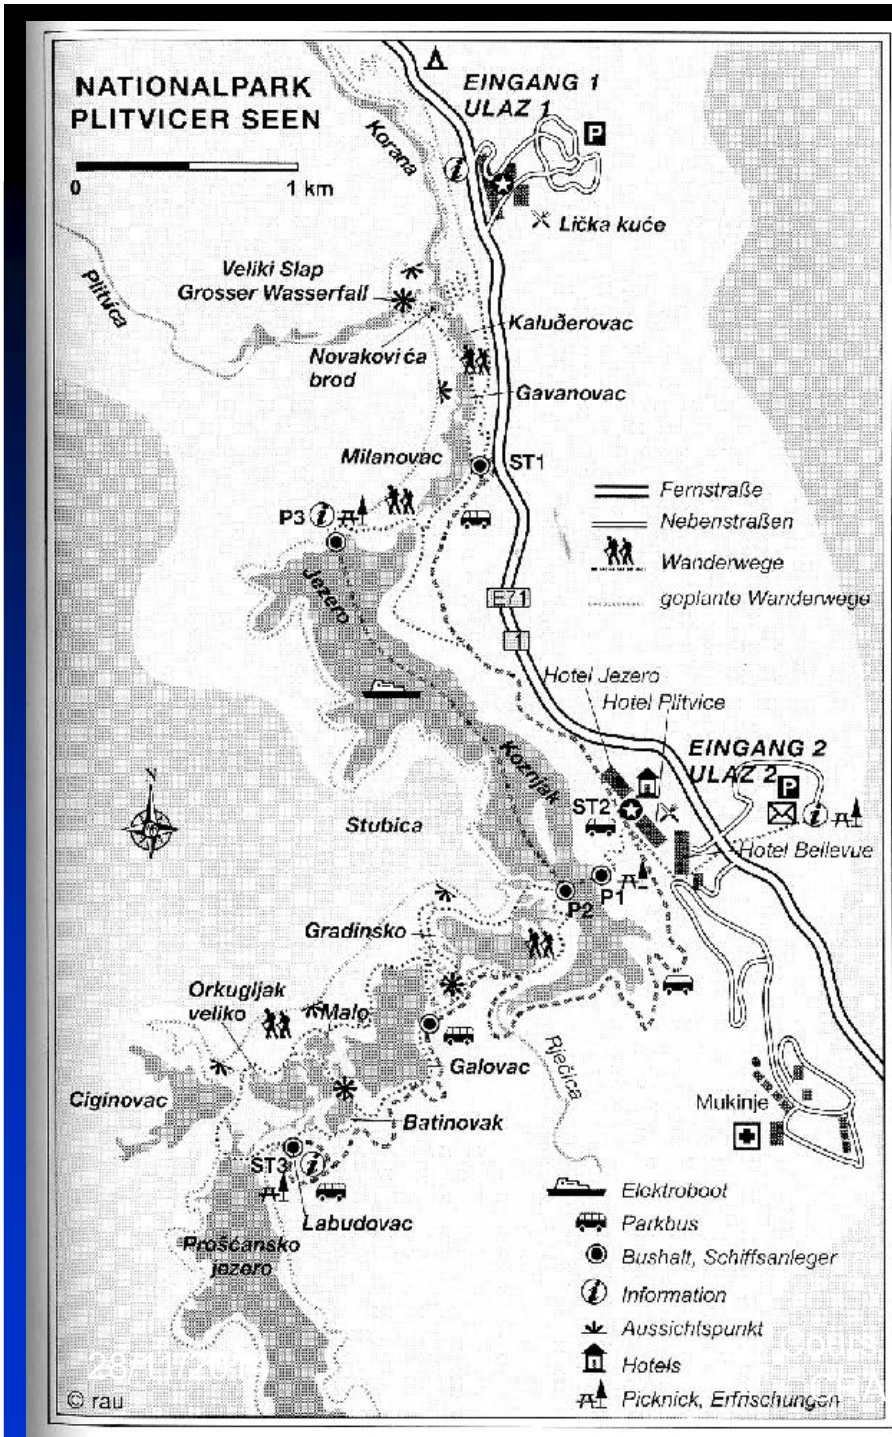 NATIONALPARK
PLITVICER SEEN
0 1 km
EINGANG 1
ULAZ 1
P
Korana
i
Lička kuće
Plitvica
Veliki Slap
Grosser Wasserfall
Kaluđerovac
Novakovića
brod
Gavanovac
Milanovac
ST1
P3
i
Jezero
Fernstraße
Nebenstraßen
Wanderwege
goplante Wanderwege
E71
1
Hotel Jezero
Hotel Plitvice
EINGANG 2
ULAZ 2
P
Koznjak
ST2
i
Hotel Bellevue
N
Stubica
P1
P2
Gradinsko
Orkugljak
veliko
Malo
Galovac
Rječica
Ciginovac
Batinovak
Mukinje
ST3
i
Labudovac
Prošćansko
jezero
Elektroboot
Parkbus
Bushalt, Schiffsanleger
i Information
Aussichtspunkt
Hotels
Picknick, Erfrischungen
© rau